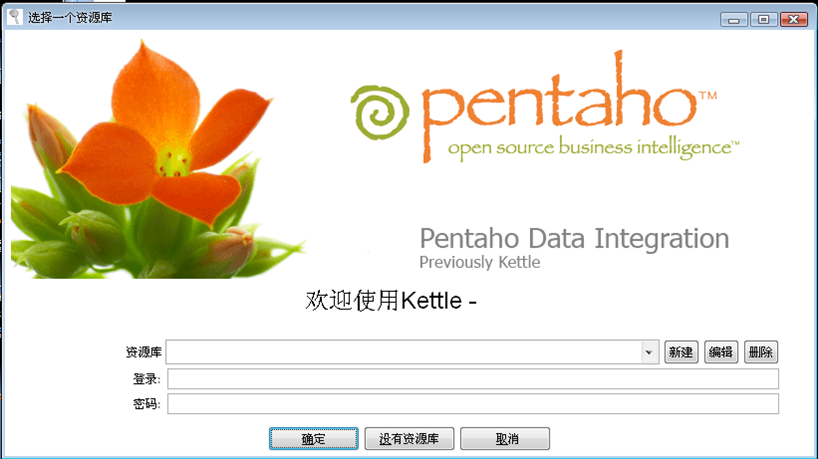 选择一个资源库
pentaho™
open source business intelligence™
Pentaho Data Integration
Previously Kettle
欢迎使用Kettle -
资源库 新建 编辑 删除
登录:
密码:
确定 没有资源库 取消